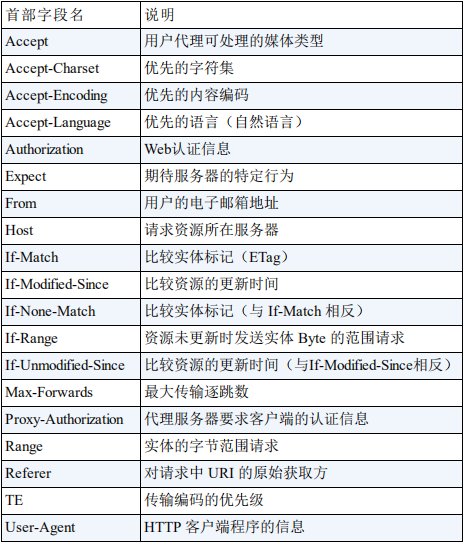 首部字段名 说明
Accept 用户代理可处理的媒体类型
Accept-Charset 优先的字符集
Accept-Encoding 优先的内容编码
Accept-Language 优先的语言（自然语言）
Authorization Web认证信息
Expect 期待服务器的特定行为
From 用户的电子邮箱地址
Host 请求资源所在服务器
If-Match 比较实体标记（ETag）
If-Modified-Since 比较资源的更新时间
If-None-Match 比较实体标记（与 If-Match 相反）
If-Range 资源未更新时发送实体 Byte 的范围请求
If-Unmodified-Since 比较资源的更新时间（与If-Modified-Since相反）
Max-Forwards 最大传输逐跳数
Proxy-Authorization 代理服务器要求客户端的认证信息
Range 实体的字节范围请求
Referer 对请求中 URI 的原始获取方
TE 传输编码的优先级
User-Agent HTTP 客户端程序的信息